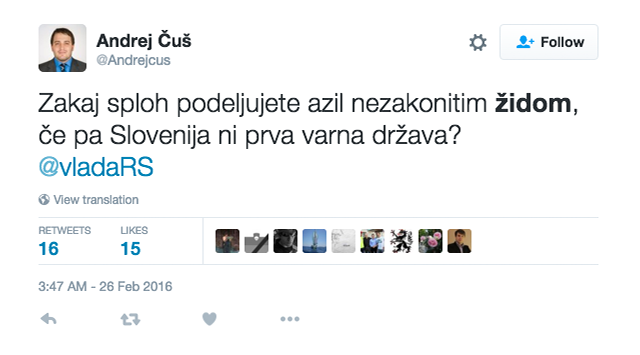 Andrej Čuš
@Andrejcus
Follow
Zakaj sploh podeljujete azil nezakonitim židom,
če pa Slovenija ni prva varna država?
@vladaRS
View translation
RETWEETS
16
LIKES
15
3:47 AM - 26 Feb 2016